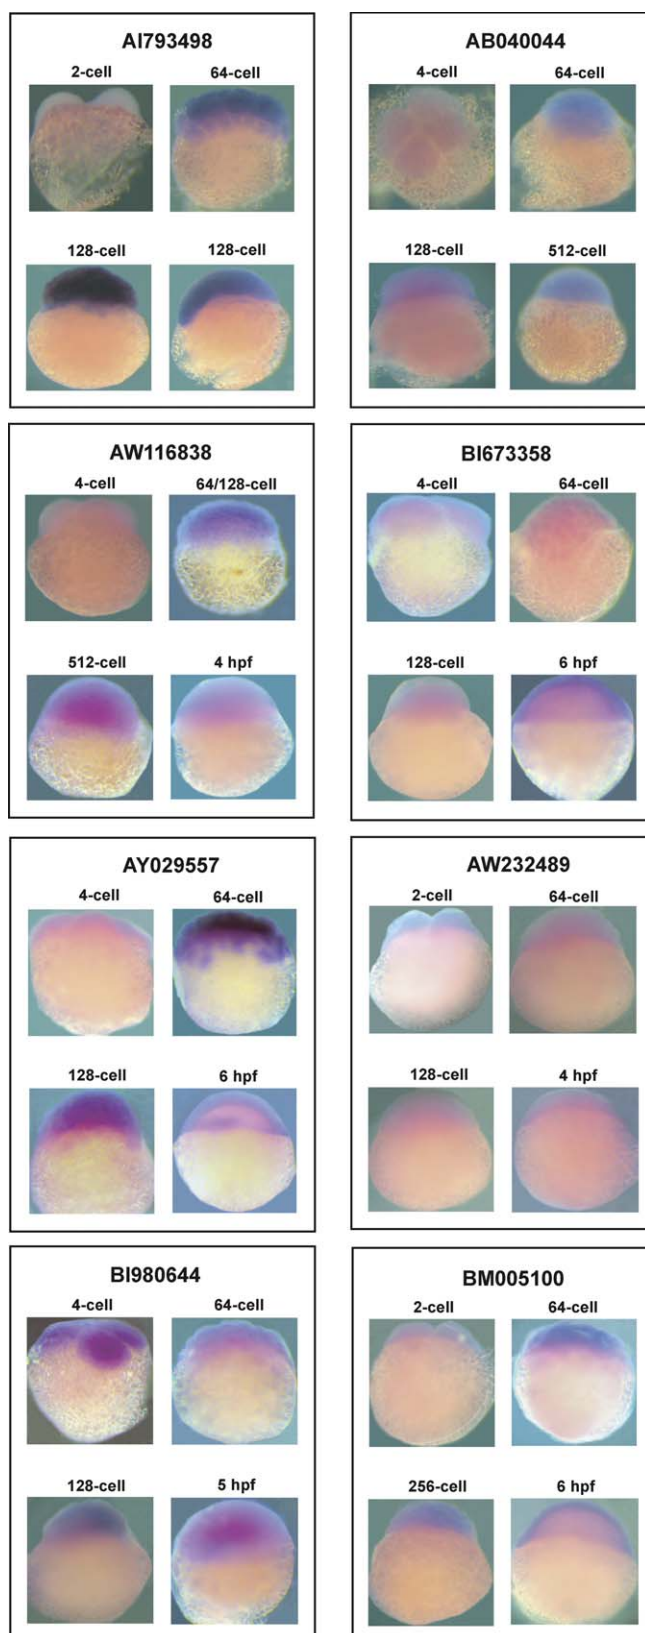 AI793498
2-cell
64-cell
128-cell
128-cell
AB040044
4-cell
64-cell
128-cell
512-cell
AW116838
4-cell
64/128-cell
512-cell
4 hpf
BI673358
4-cell
64-cell
128-cell
6 hpf
AY029557
4-cell
64-cell
128-cell
6 hpf
AW232489
2-cell
64-cell
128-cell
4 hpf
BI980644
4-cell
64-cell
128-cell
5 hpf
BM005100
2-cell
64-cell
256-cell
6 hpf